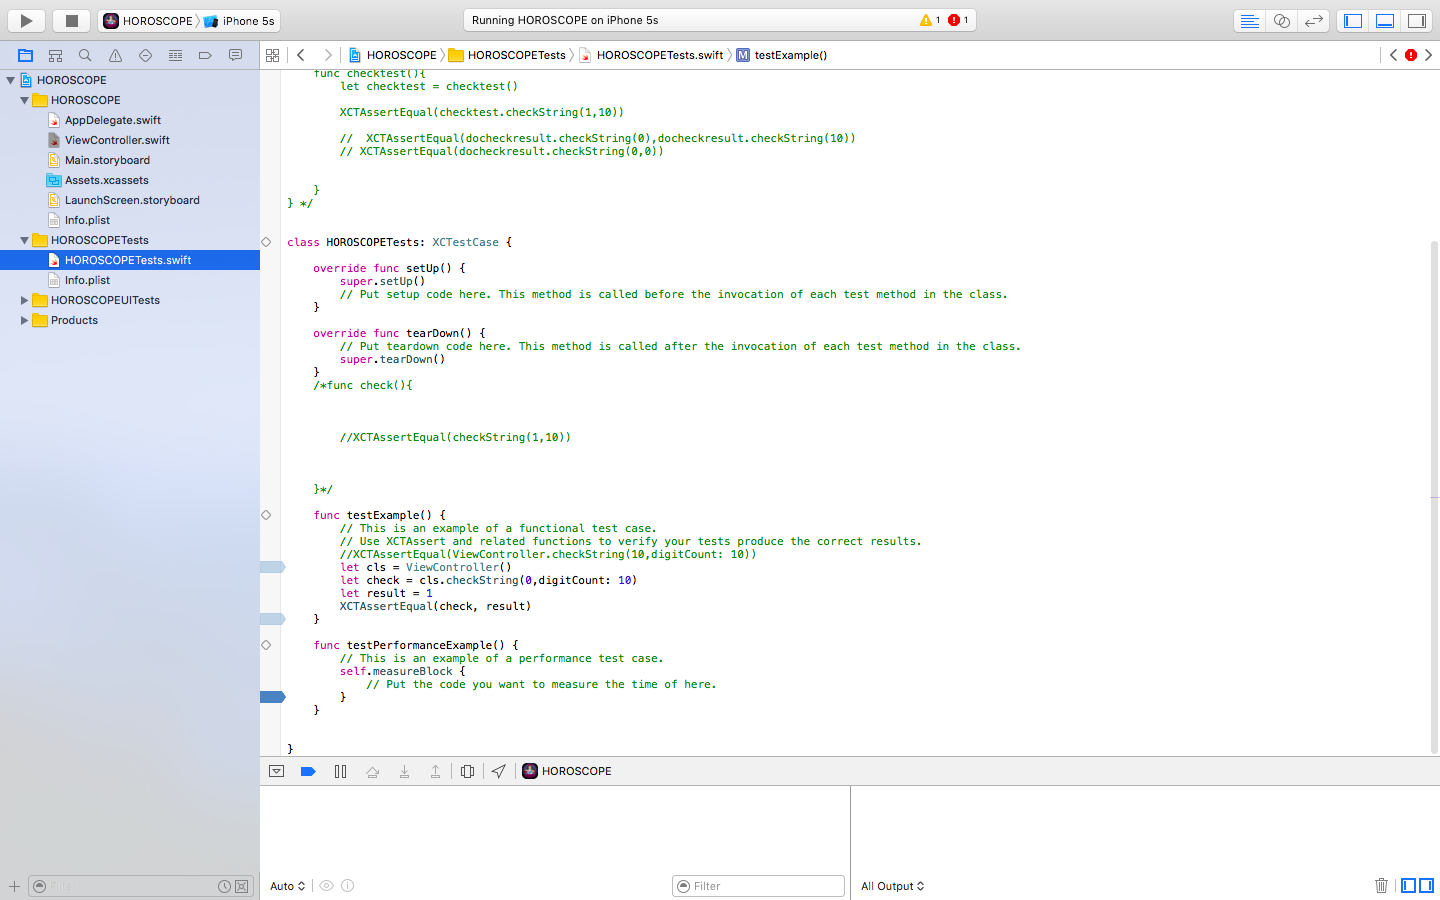 HOROSCOPE iPhone 5s
Running HOROSCOPE on iPhone 5s
1 1
HOROSCOPE HOROSCOPETests HOROSCOPETests.swift M testExample()
HOROSCOPE
HOROSCOPE
AppDelegate.swift
ViewController.swift
Main.storyboard
Assets.xcassets
LaunchScreen.storyboard
Info.plist
HOROSCOPETests
HOROSCOPETests.swift
Info.plist
HOROSCOPEUITests
Products
Filter
func checktest(){
let checktest = checktest()
XCTAssertEqual(checktest.checkString(1,10))
//  XCTAssertEqual(docheckresult.checkString(0),docheckresult.checkString(10))
// XCTAssertEqual(docheckresult.checkString(0,0))
}
} */
class HOROSCOPETests: XCTestCase {
override func setUp() {
super.setUp()
// Put setup code here. This method is called before the invocation of each test method in the class.
}
override func tearDown() {
// Put teardown code here. This method is called after the invocation of each test method in the class.
super.tearDown()
}
/*func check(){
//XCTAssertEqual(checkString(1,10))
}*/
func testExample() {
// This is an example of a functional test case.
// Use XCTAssert and related functions to verify your tests produce the correct results.
//XCTAssertEqual(ViewController.checkString(10,digitCount: 10))
let cls = ViewController()
let check = cls.checkString(0,digitCount: 10)
let result = 1
XCTAssertEqual(check, result)
}
func testPerformanceExample() {
// This is an example of a performance test case.
self.measureBlock {
// Put the code you want to measure the time of here.
}
}
}
HOROSCOPE
Auto
Filter
All Output